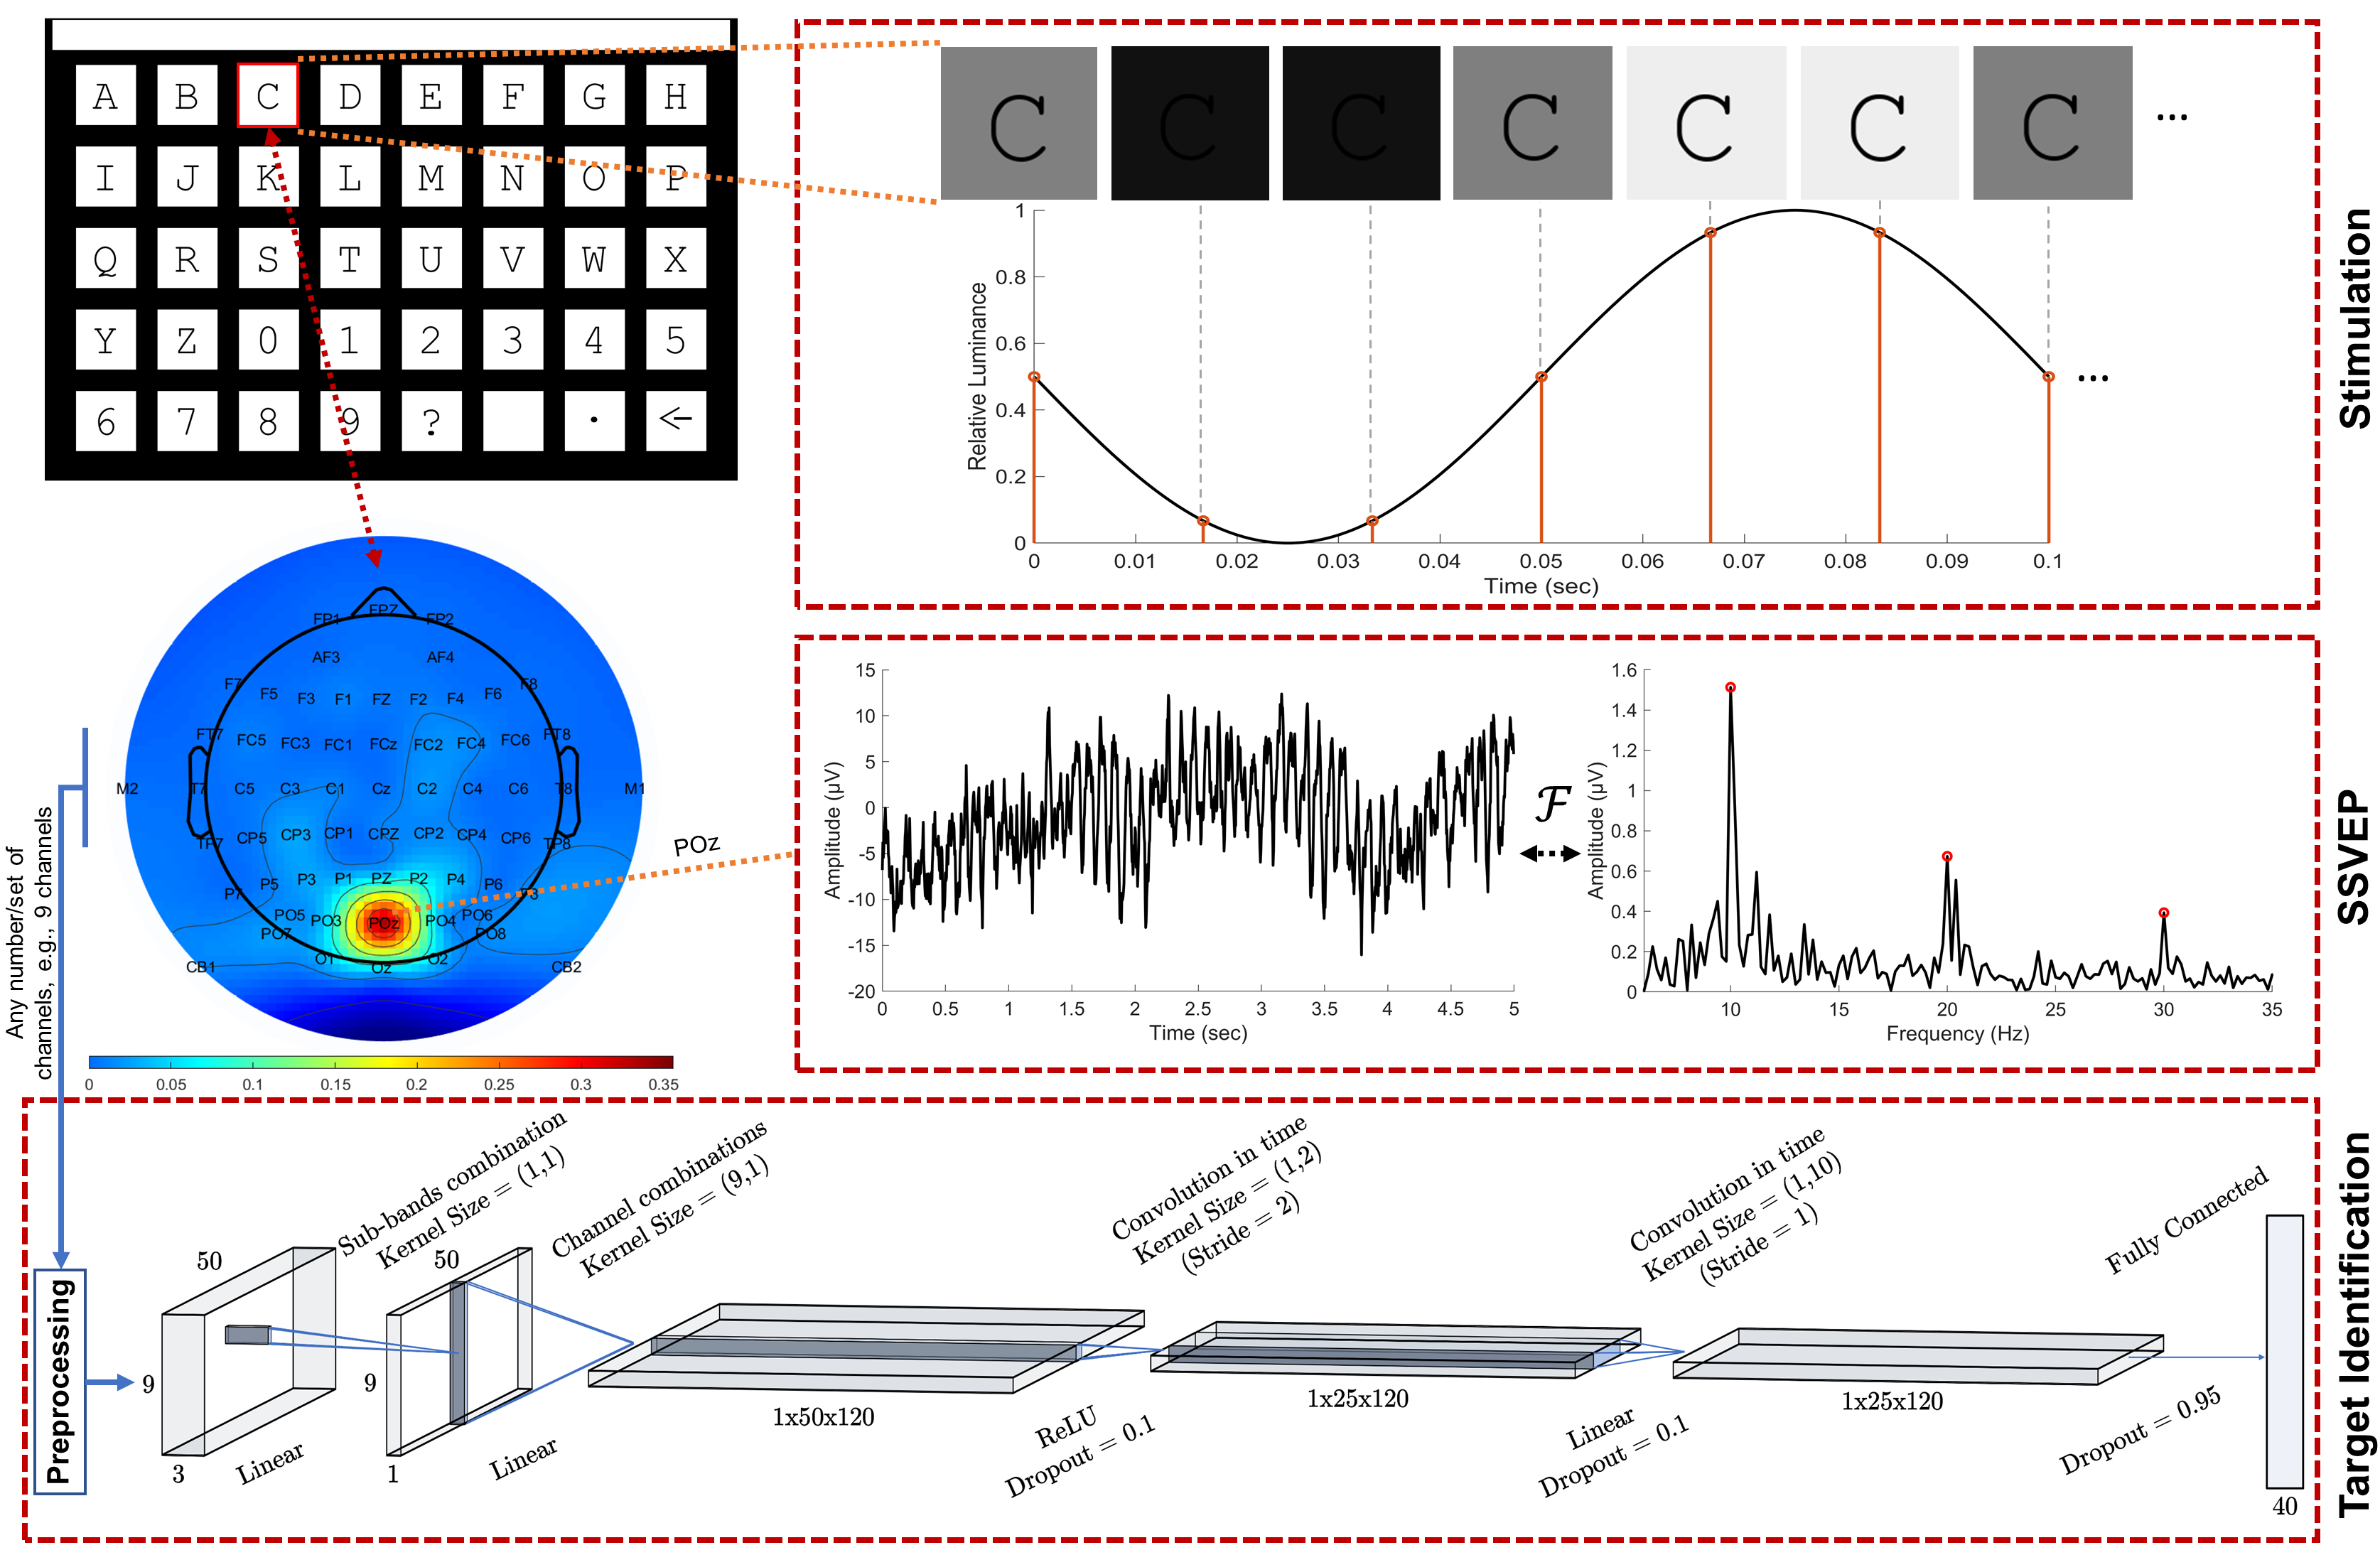 A B C D E F G H
I J K L M N O P
Q R S T U V W X
Y Z 0 1 2 3 4 5
6 7 8 9 ? . ←
C C C C C C C ...
Relative Luminance
1
0.8
0.6
0.4
0.2
0
...
0 0.01 0.02 0.03 0.04 0.05 0.06 0.07 0.08 0.09 0.1
Time (sec)
Stimulation
FP1 FPZ FP2
AF3 AF4
F7 F5 F3 F1 FZ F2 F4 F6 F8
FT7 FC5 FC3 FC1 FCz FC2 FC4 FC6 FT8
M2 T7 C5 C3 C1 Cz C2 C4 C6 T8 M1
TP7 CP5 CP3 CP1 CPZ CP2 CP4 CP6 TP8
P7 P5 P3 P1 PZ P2 P4 P6
PO7 PO5 PO3 POz PO4 PO6 PO8
CB1 O1 Oz O2 CB2
0 0.05 0.1 0.15 0.2 0.25 0.3 0.35
Any number/set of
channels, e.g., 9 channels
POz
Amplitude (µV)
15
10
5
0
-5
-10
-15
-20
0 0.5 1 1.5 2 2.5 3 3.5 4 4.5 5
Time (sec)
ℱ
Amplitude (µV)
1.6
1.4
1.2
1
0.8
0.6
0.4
0.2
0
10 15 20 25 30 35
Frequency (Hz)
SSVEP
Preprocessing
50
9
3
Linear
Sub-bands combination
Kernel Size = (1,1)
50
9
1
Linear
Channel combinations
Kernel Size = (9,1)
1x50x120
ReLU
Dropout = 0.1
Convolution in time
Kernel Size = (1,2)
(Stride = 2)
1x25x120
Linear
Dropout = 0.1
Convolution in time
Kernel Size = (1,10)
(Stride = 1)
1x25x120
Dropout = 0.95
Fully Connected
40
Target Identification